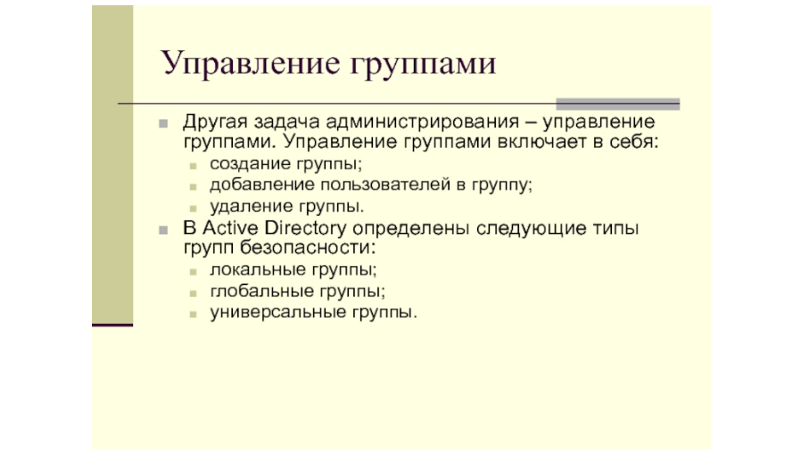 Управление группами
Другая задача администрирования – управление
группами. Управление группами включает в себя:
создание группы;
добавление пользователей в группу;
удаление группы.
В Active Directory определены следующие типы
групп безопасности:
локальные группы;
глобальные группы;
универсальные группы.